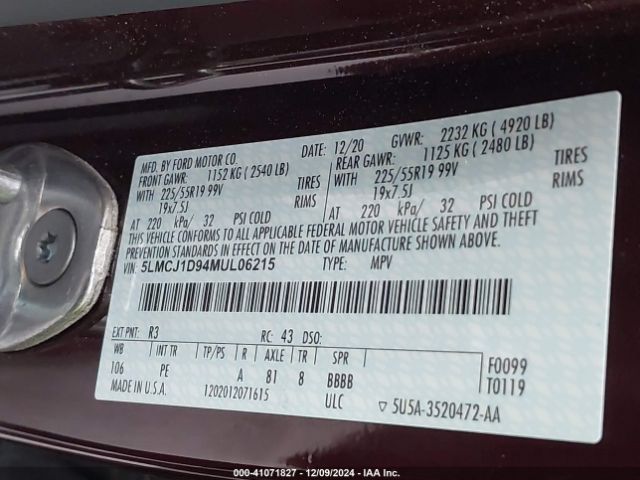 MFD. BY FORD MOTOR CO.
DATE: 12/20 GVWR: 2232 KG ( 4920 LB)
FRONT GAWR: 1152 KG ( 2540 LB) REAR GAWR: 1125 KG ( 2480 LB)
WITH 225/55R19 99V TIRES WITH 225/55R19 99V TIRES
19x7.5J RIMS 19x7.5J RIMS
AT 220 kPa/ 32 PSI COLD AT 220 kPa/ 32 PSI COLD
THIS VEHICLE CONFORMS TO ALL APPLICABLE FEDERAL MOTOR VEHICLE SAFETY AND THEFT
PREVENTION STANDARDS IN EFFECT ON THE DATE OF MANUFACTURE SHOWN ABOVE.
VIN: 5LMCJ1D94MUL06215 TYPE: MPV
EXT PNT: R3 RC: 43 DSO:
WB INT TR TP/PS R AXLE TR SPR
106 PE A 81 8 BBBB
F0099
T0119
MADE IN U.S.A. 1202012071615 ULC ▽ 5U5A-3520472-AA
000-41071827 • 12/09/2024 • IAA Inc.